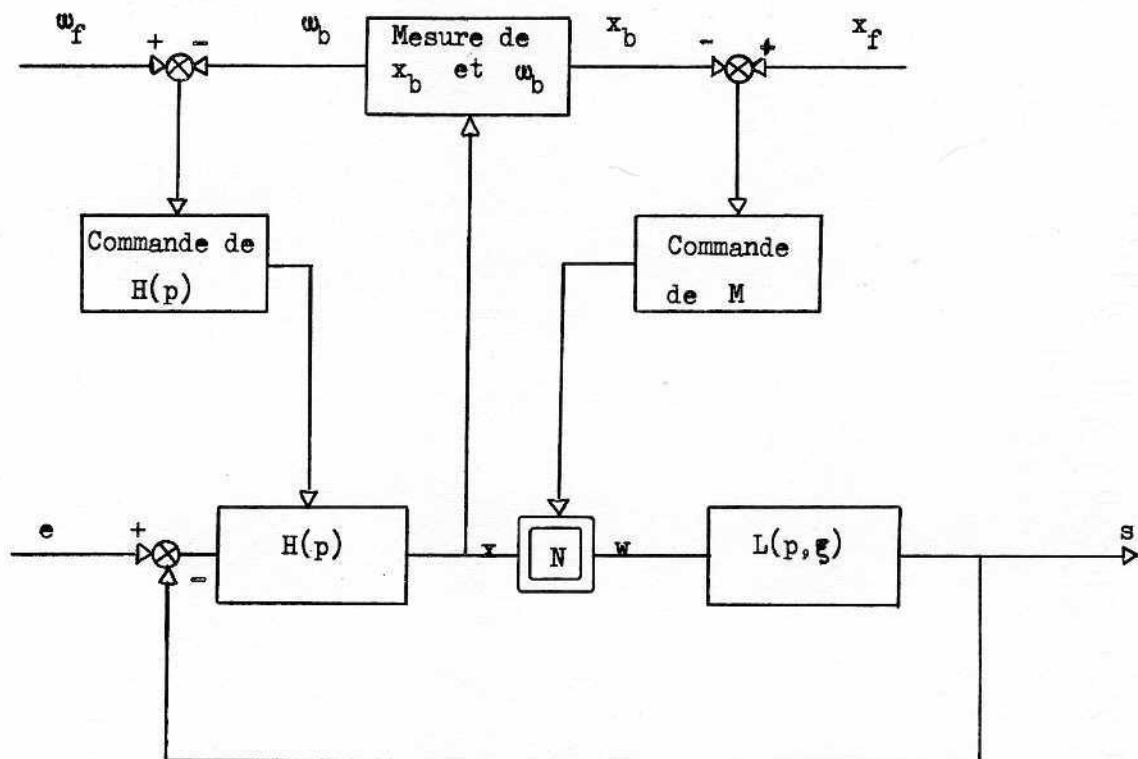 ω_f + - ω_b Mesure de x_b et ω_b x_b - + x_f
Commande de H(p)
Commande de M
e + - H(p) x N w L(p,ξ) s